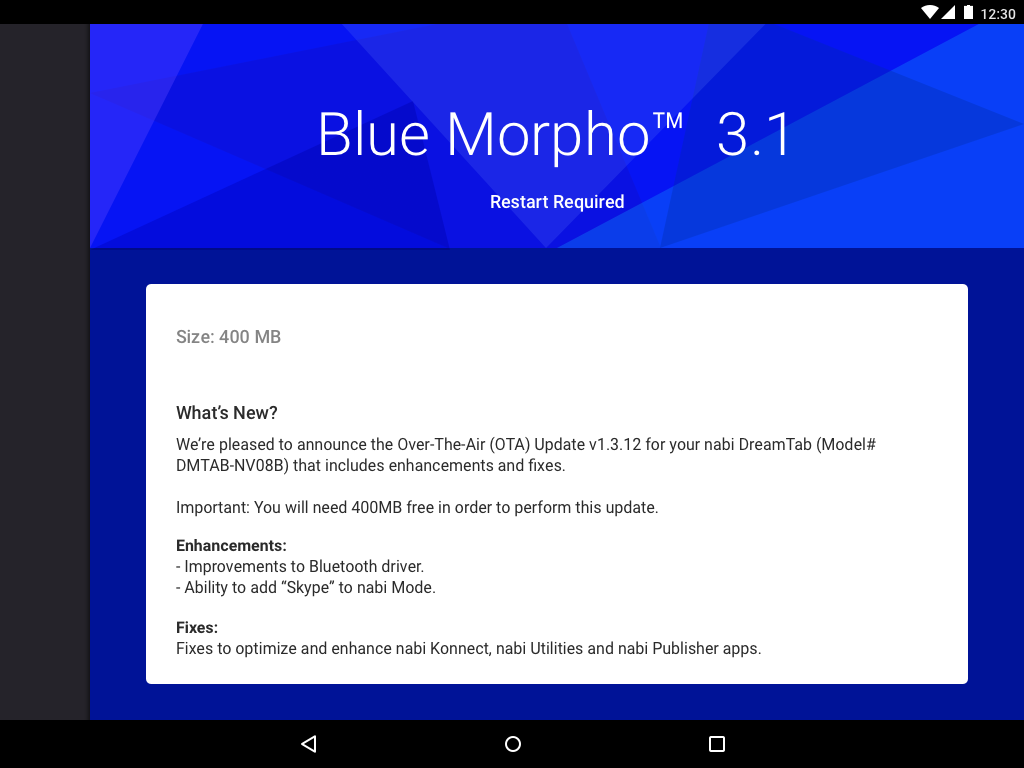 12:30
Blue Morpho™ 3.1
Restart Required
Size: 400 MB
What’s New?
We’re pleased to announce the Over-The-Air (OTA) Update v1.3.12 for your nabi DreamTab (Model#
DMTAB-NV08B) that includes enhancements and fixes.
Important: You will need 400MB free in order to perform this update.
Enhancements:
- Improvements to Bluetooth driver.
- Ability to add “Skype” to nabi Mode.
Fixes:
Fixes to optimize and enhance nabi Konnect, nabi Utilities and nabi Publisher apps.